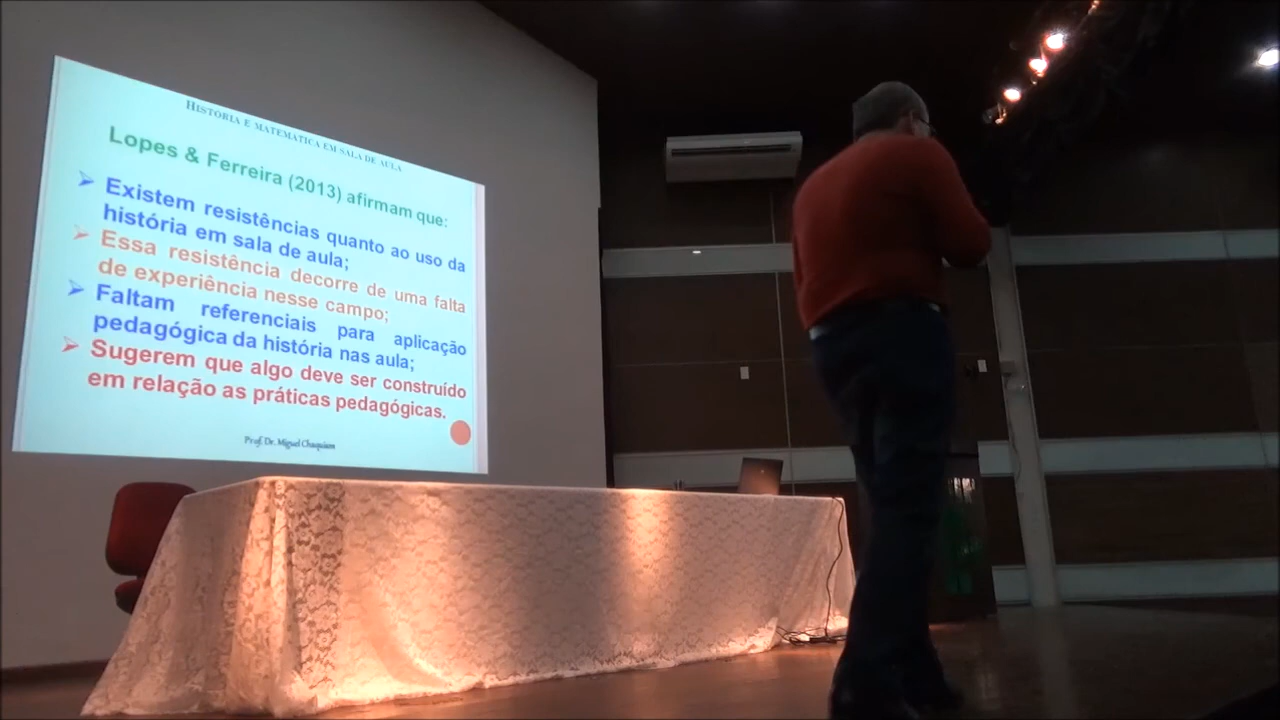 HISTÓRIA E MATEMÁTICA EM SALA DE AULA
Lopes & Ferreira (2013) afirmam que:
Existem resistências quanto ao uso da
história em sala de aula;
Essa resistência decorre de uma falta
de experiência nesse campo;
Faltam referenciais para aplicação
pedagógica da história nas aula;
Sugerem que algo deve ser construído
em relação as práticas pedagógicas.
Prof. Dr. Miguel Chaquiam